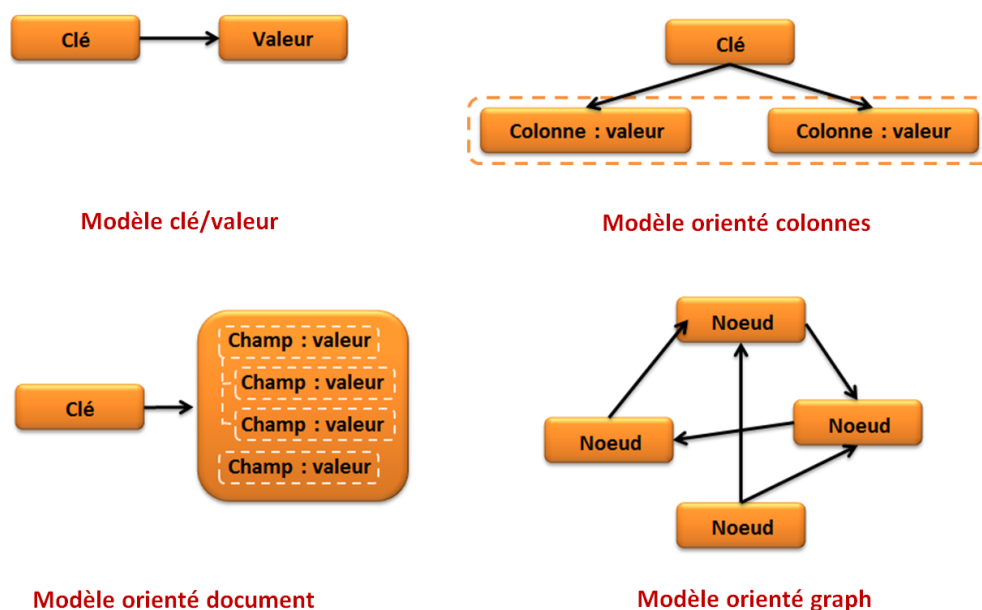 Clé
Valeur
Modèle clé/valeur
Clé
Colonne : valeur
Colonne : valeur
Modèle orienté colonnes
Clé
Champ : valeur
Champ : valeur
Champ : valeur
Champ : valeur
Modèle orienté document
Noeud
Noeud
Noeud
Noeud
Modèle orienté graph